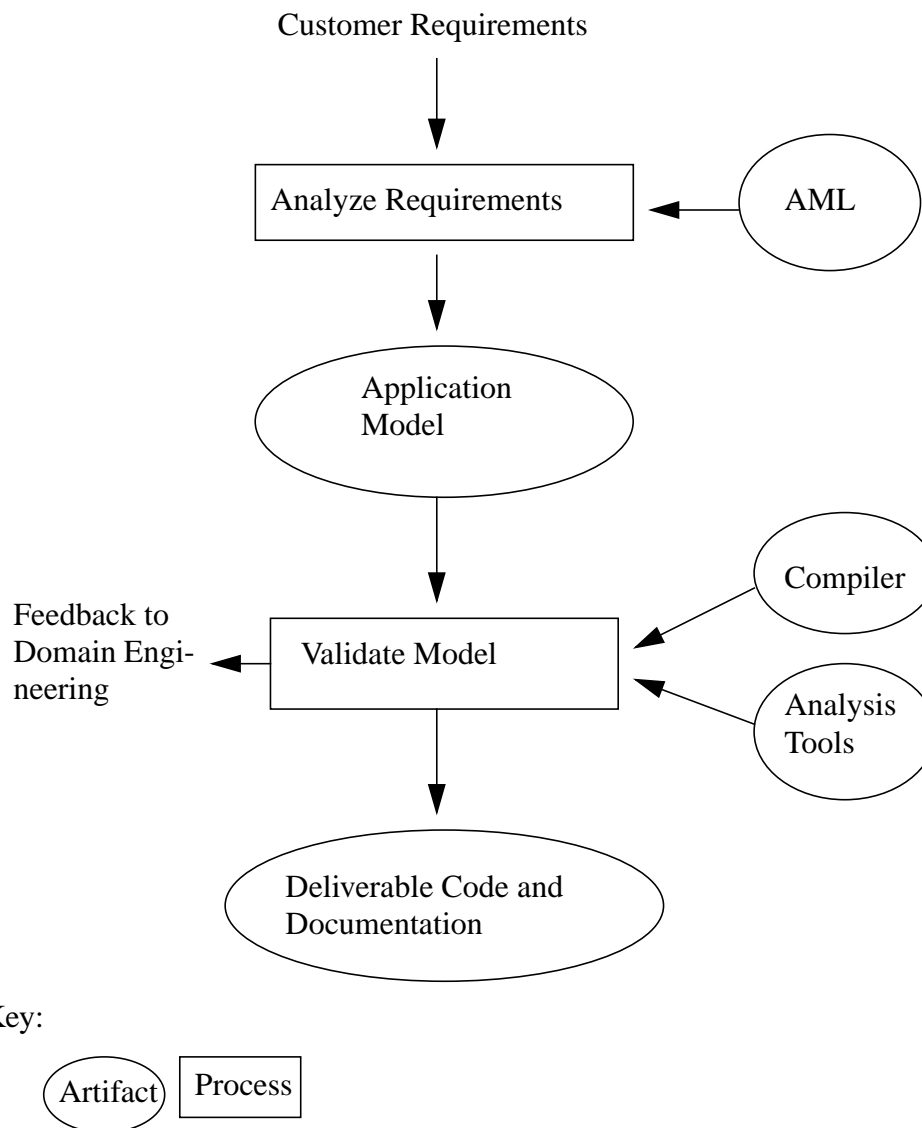 Customer Requirements
Analyze Requirements
AML
Application
Model
Compiler
Feedback to
Domain Engi-
neering
Validate Model
Analysis
Tools
Deliverable Code and
Documentation
Key:
Artifact
Process